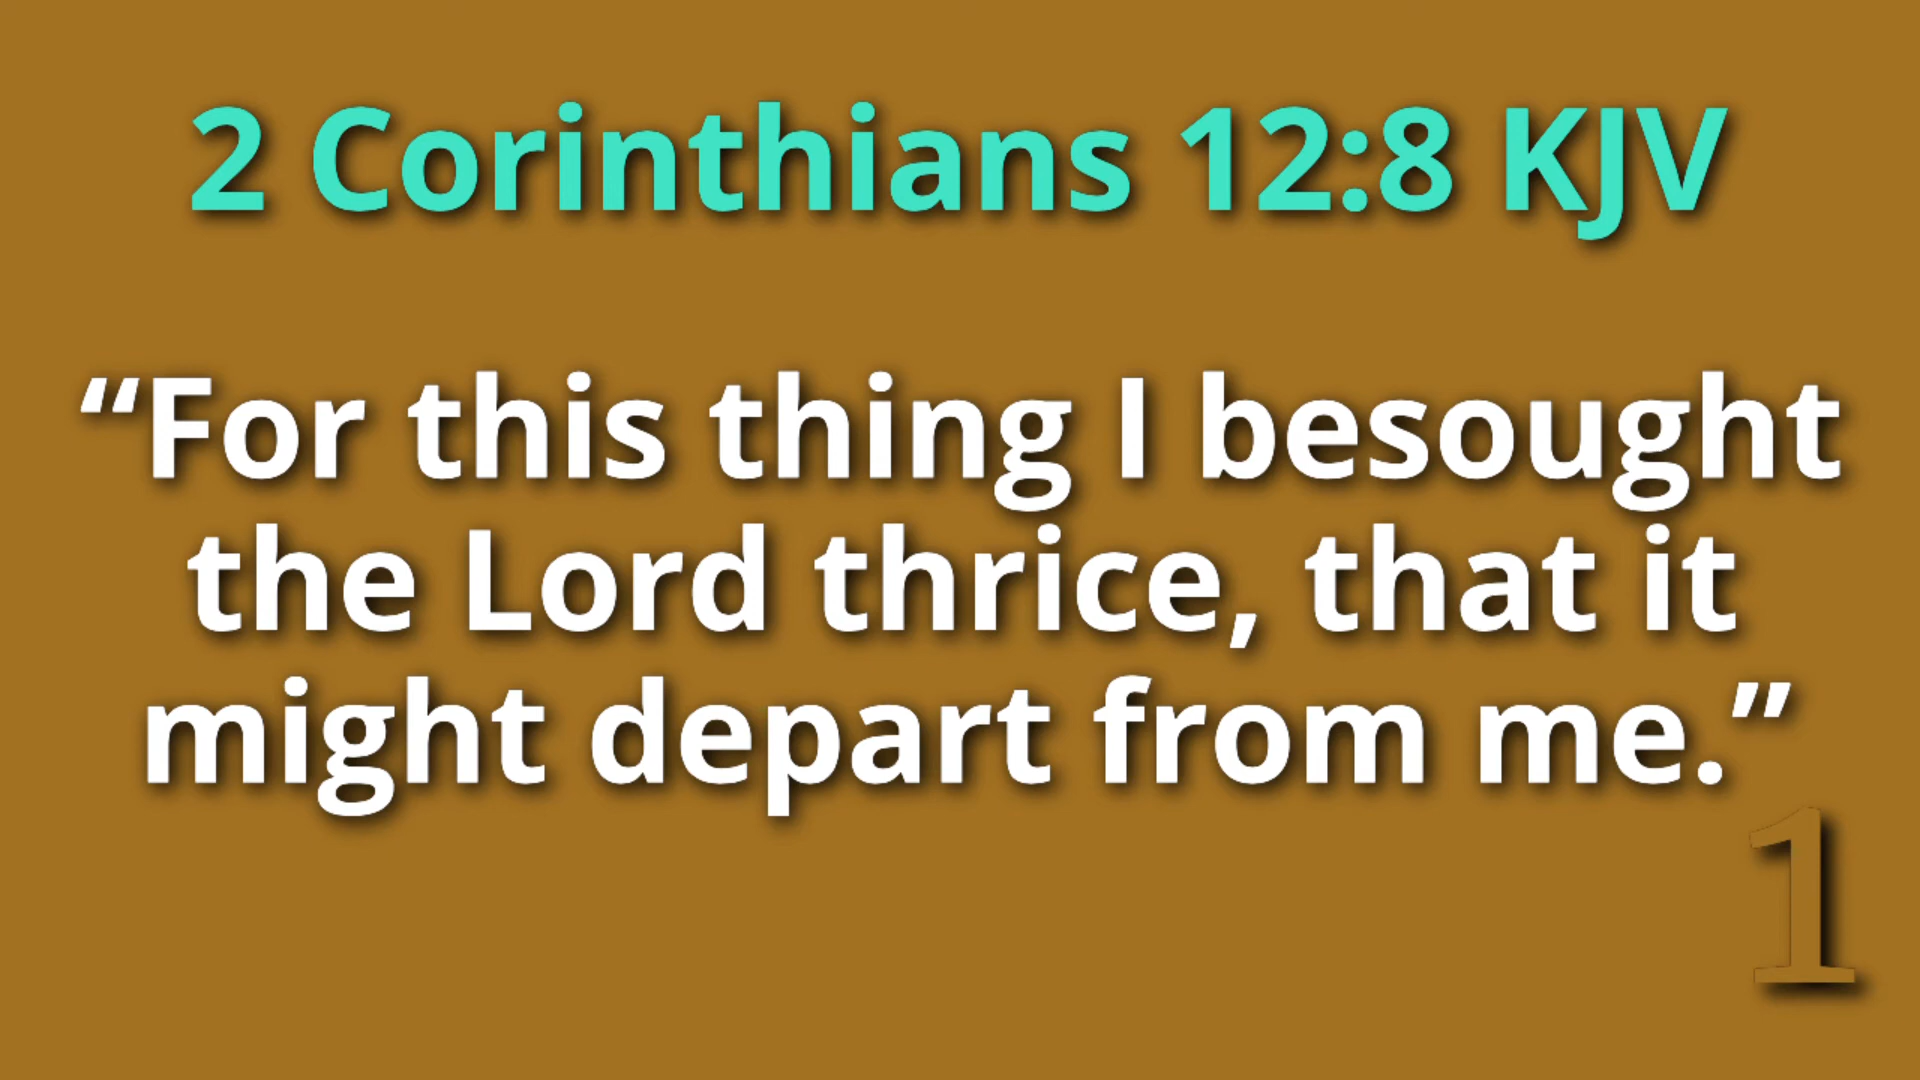 2 Corinthians 12:8 KJV
“For this thing I besought
the Lord thrice, that it
might depart from me.”
1